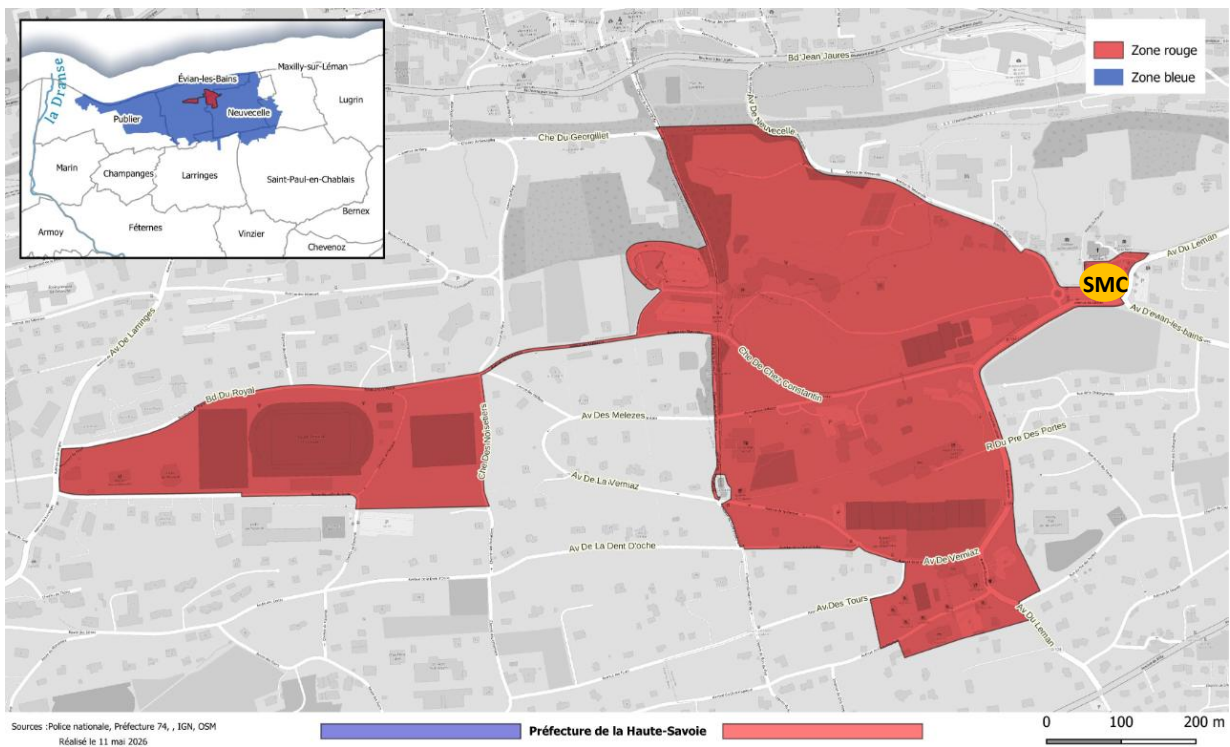 Évian-les-Bains
Maxilly-sur-Léman
Lugrin
la Dranse
Publier
Neuvecelle
Marin
Champanges
Larringes
Saint-Paul-en-Chablais
Bernex
Armoy
Féternes
Vinzier
Chevenoz
Zone rouge
Zone bleue
Bd Jean Jaures
Av De Neuvecelle
Che Du Georgillet
Av Du Leman
SMC
Av D'evian-les-bains
Av De Larringes
Bd Du Royal
Che De Chez Constantin
Che Des Noisetiers
Av Des Melezes
R Du Pre Des Portes
Av De La Verniaz
Av De La Dent D'oche
Av De Verniaz
Av Des Tours
Av Du Leman
Sources :Police nationale, Préfecture 74, , IGN, OSM
Réalisé le 11 mai 2026
Préfecture de la Haute-Savoie
0 100 200 m